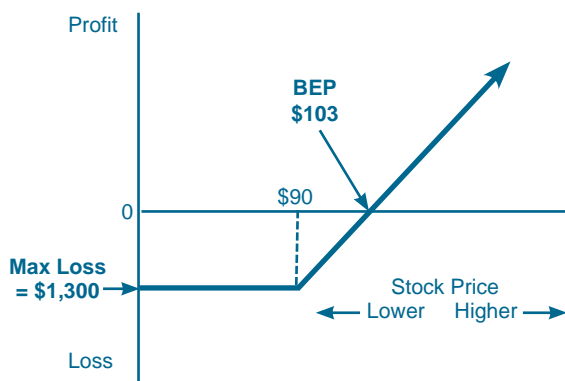 Profit
BEP
$103
$90
0
Max Loss
= $1,300
Stock Price
Lower Higher
Loss